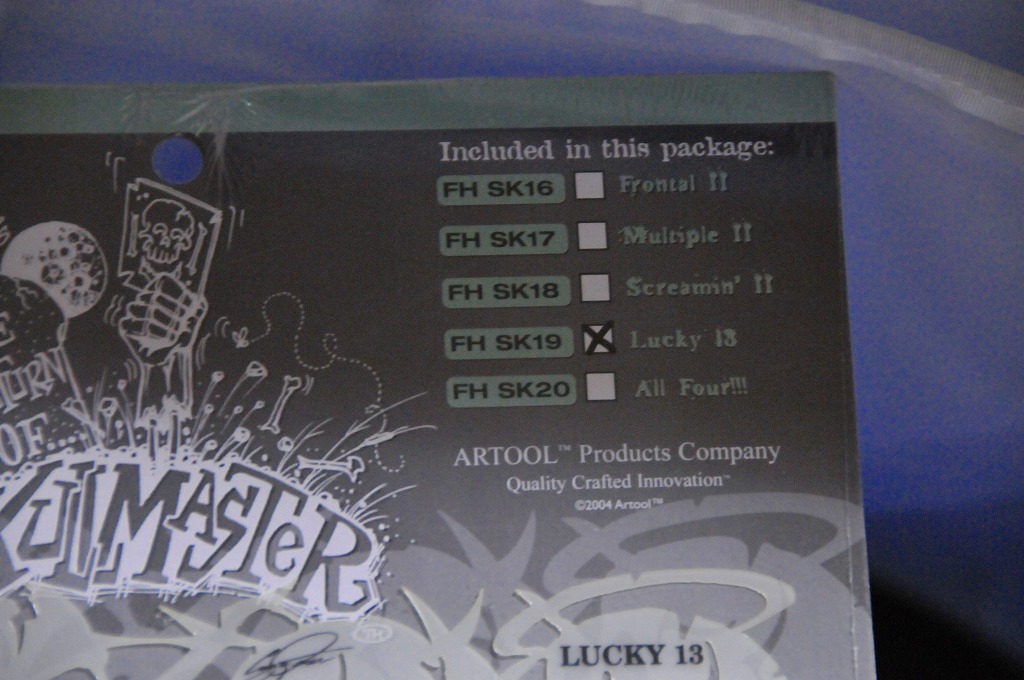 Included in this package:
FH SK16 Frontal II
FH SK17 Multiple II
FH SK18 Screamin' II
FH SK19 Lucky 13
FH SK20 All Four!!!
ARTOOL™ Products Company
Quality Crafted Innovation™
©2004 Artool™
OF
LUCKY 13